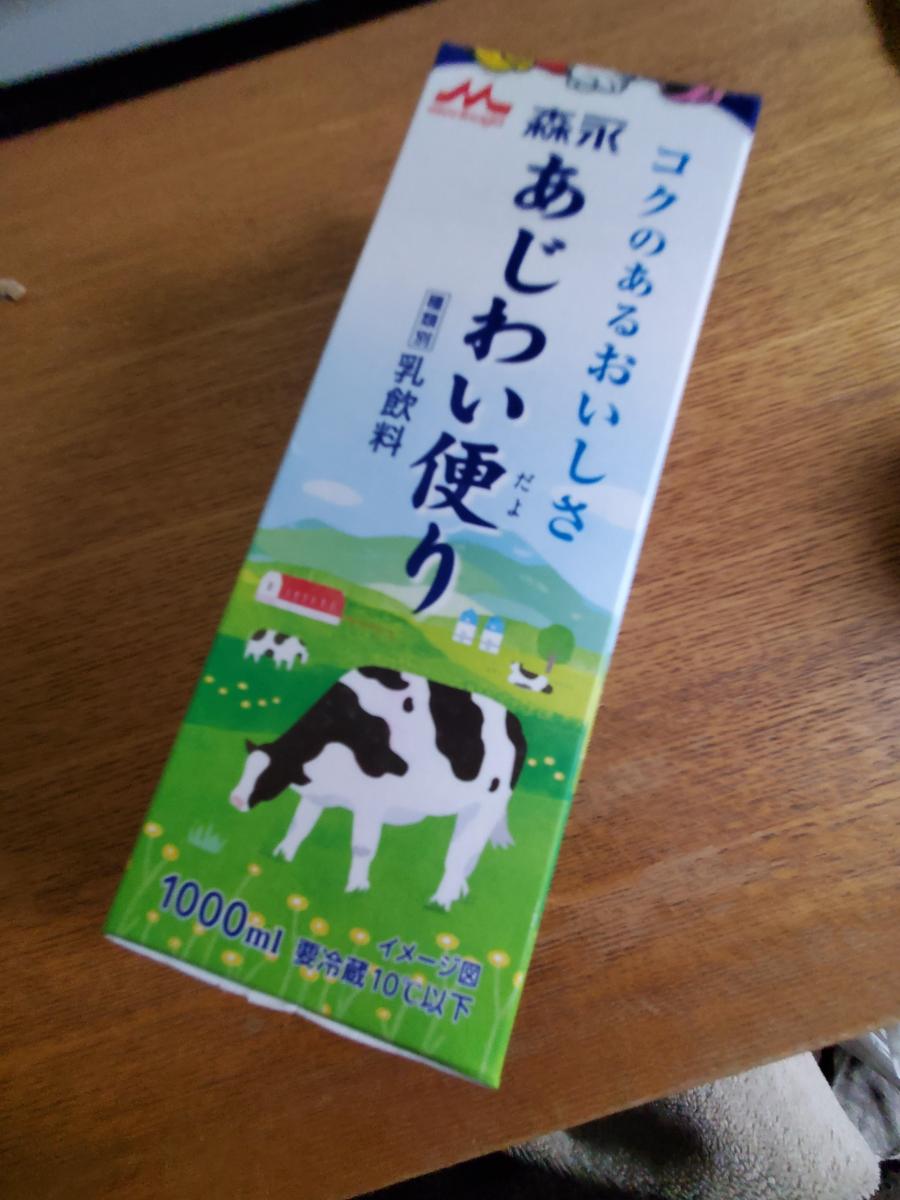 森永
コクのあるおいしさ
あじわい便り
だよ
種類別
乳飲料
1000ml
イメージ図
要冷蔵10℃以下